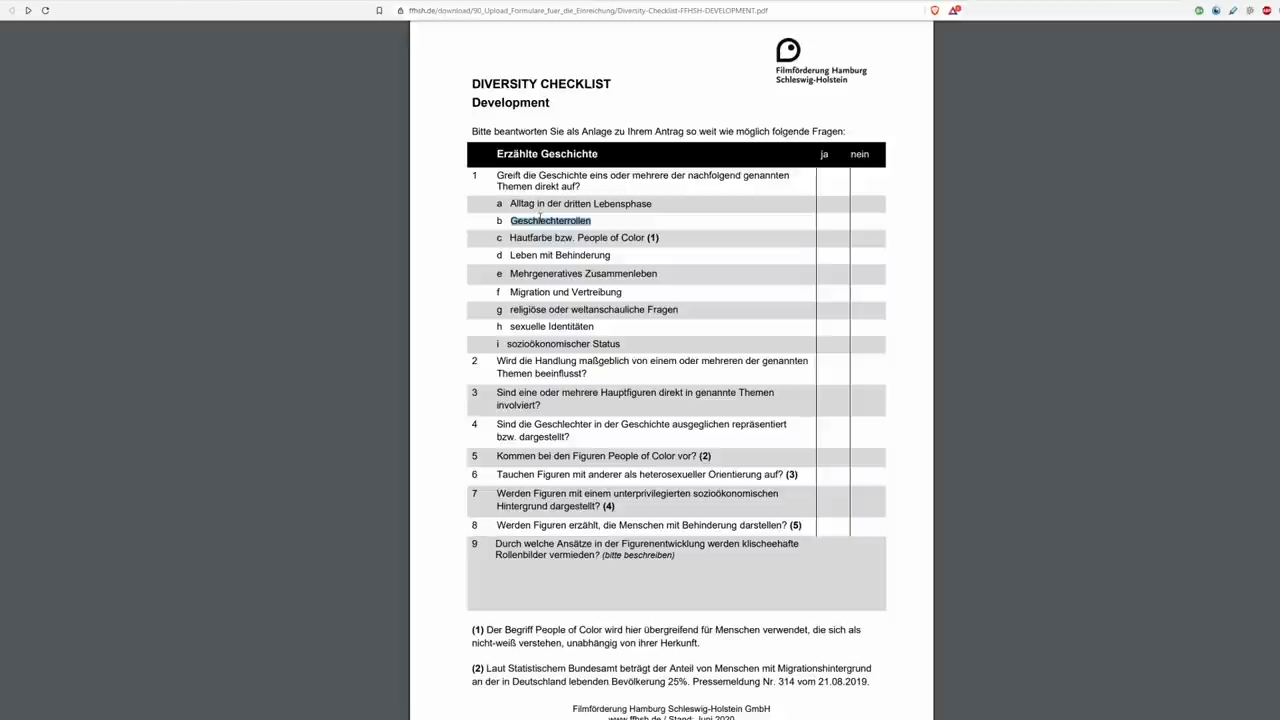 ffhsh.de/download/90_Upload_Formulare_fuer_die_Einreichung/Diversity-Checklist-FFHSH-DEVELOPMENT.pdf
Filmförderung Hamburg
Schleswig-Holstein
DIVERSITY CHECKLIST
Development
Bitte beantworten Sie als Anlage zu Ihrem Antrag so weit wie möglich folgende Fragen:
Erzählte Geschichte ja nein
1 Greift die Geschichte eins oder mehrere der nachfolgend genannten
Themen direkt auf?
a Alltag in der dritten Lebensphase
b Geschlechterrollen
c Hautfarbe bzw. People of Color (1)
d Leben mit Behinderung
e Mehrgeneratives Zusammenleben
f Migration und Vertreibung
g religiöse oder weltanschauliche Fragen
h sexuelle Identitäten
i sozioökonomischer Status
2 Wird die Handlung maßgeblich von einem oder mehreren der genannten
Themen beeinflusst?
3 Sind eine oder mehrere Hauptfiguren direkt in genannte Themen
involviert?
4 Sind die Geschlechter in der Geschichte ausgeglichen repräsentiert
bzw. dargestellt?
5 Kommen bei den Figuren People of Color vor? (2)
6 Tauchen Figuren mit anderer als heterosexueller Orientierung auf? (3)
7 Werden Figuren mit einem unterprivilegierten sozioökonomischen
Hintergrund dargestellt? (4)
8 Werden Figuren erzählt, die Menschen mit Behinderung darstellen? (5)
9 Durch welche Ansätze in der Figurenentwicklung werden klischeehafte
Rollenbilder vermieden? (bitte beschreiben)
(1) Der Begriff People of Color wird hier übergreifend für Menschen verwendet, die sich als
nicht-weiß verstehen, unabhängig von ihrer Herkunft.
(2) Laut Statistischem Bundesamt beträgt der Anteil von Menschen mit Migrationshintergrund
an der in Deutschland lebenden Bevölkerung 25%. Pressemeldung Nr. 314 vom 21.08.2019.
Filmförderung Hamburg Schleswig-Holstein GmbH
www.ffhsh.de / Stand: Juni 2020